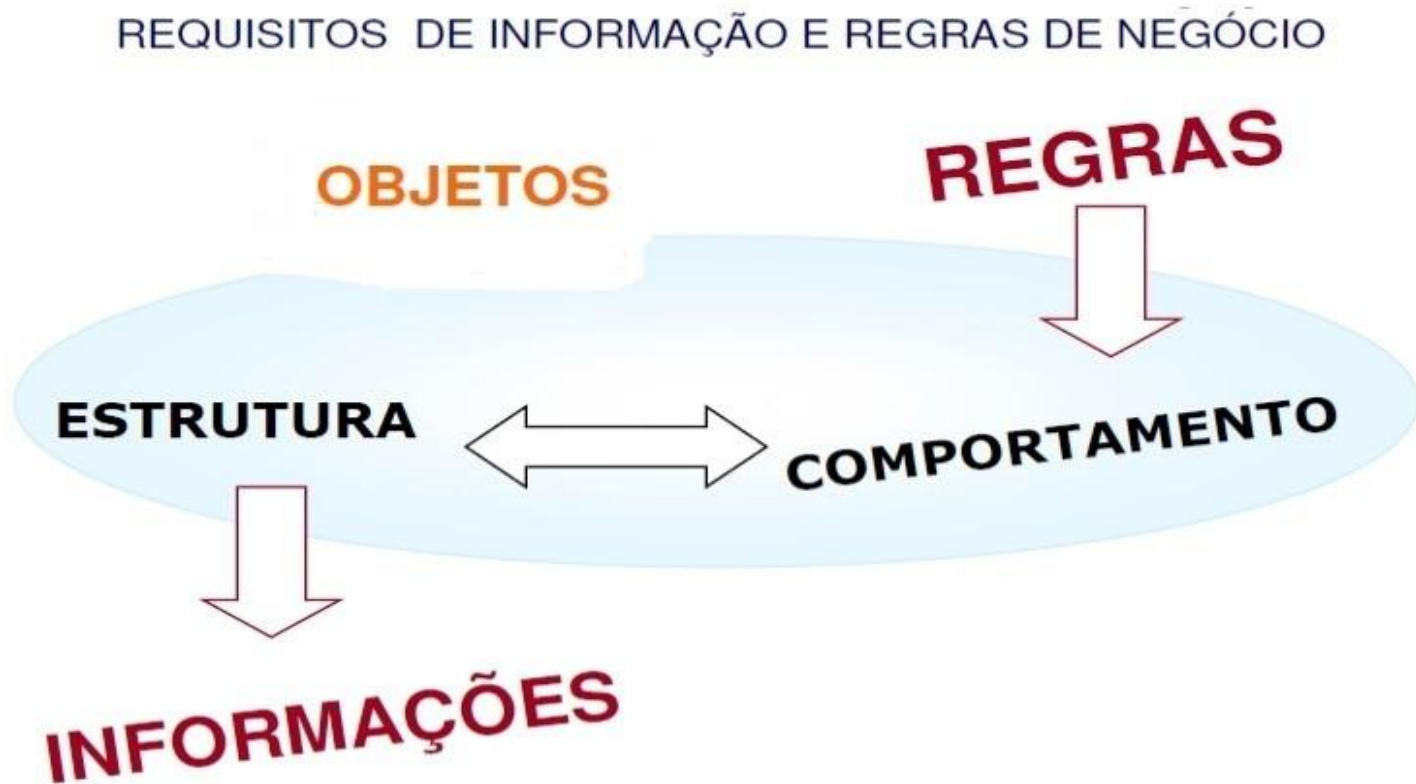 REQUISITOS DE INFORMAÇÃO E REGRAS DE NEGÓCIO
OBJETOS
REGRAS
ESTRUTURA
COMPORTAMENTO
INFORMAÇÕES